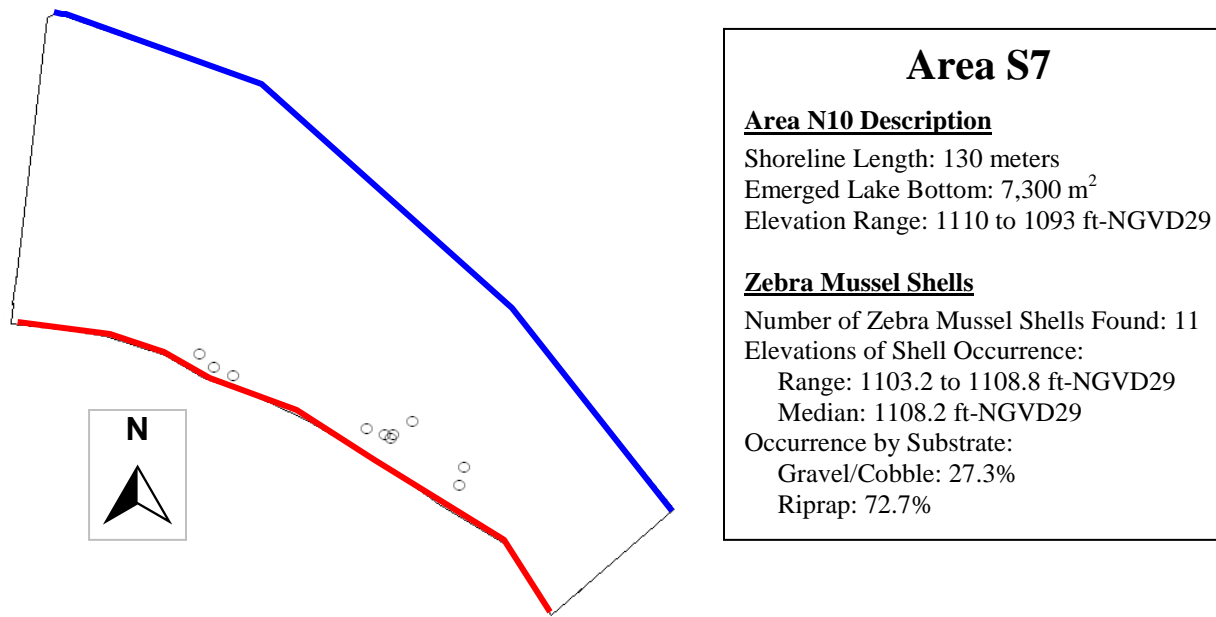 Area S7
Area N10 Description
Shoreline Length: 130 meters
Emerged Lake Bottom: 7,300 m²
Elevation Range: 1110 to 1093 ft-NGVD29
Zebra Mussel Shells
Number of Zebra Mussel Shells Found: 11
Elevations of Shell Occurrence:
Range: 1103.2 to 1108.8 ft-NGVD29
Median: 1108.2 ft-NGVD29
Occurrence by Substrate:
Gravel/Cobble: 27.3%
Riprap: 72.7%
N